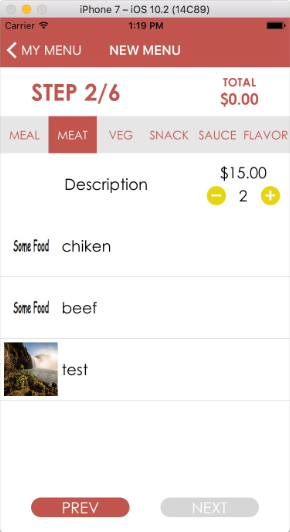 iPhone 7 – iOS 10.2 (14C89)
Carrier 1:19 PM
MY MENU NEW MENU
STEP 2/6
TOTAL
$0.00
MEAL MEAT VEG SNACK SAUCE FLAVOR
Description
$15.00
2
Some Food chiken
Some Food beef
test
PREV NEXT